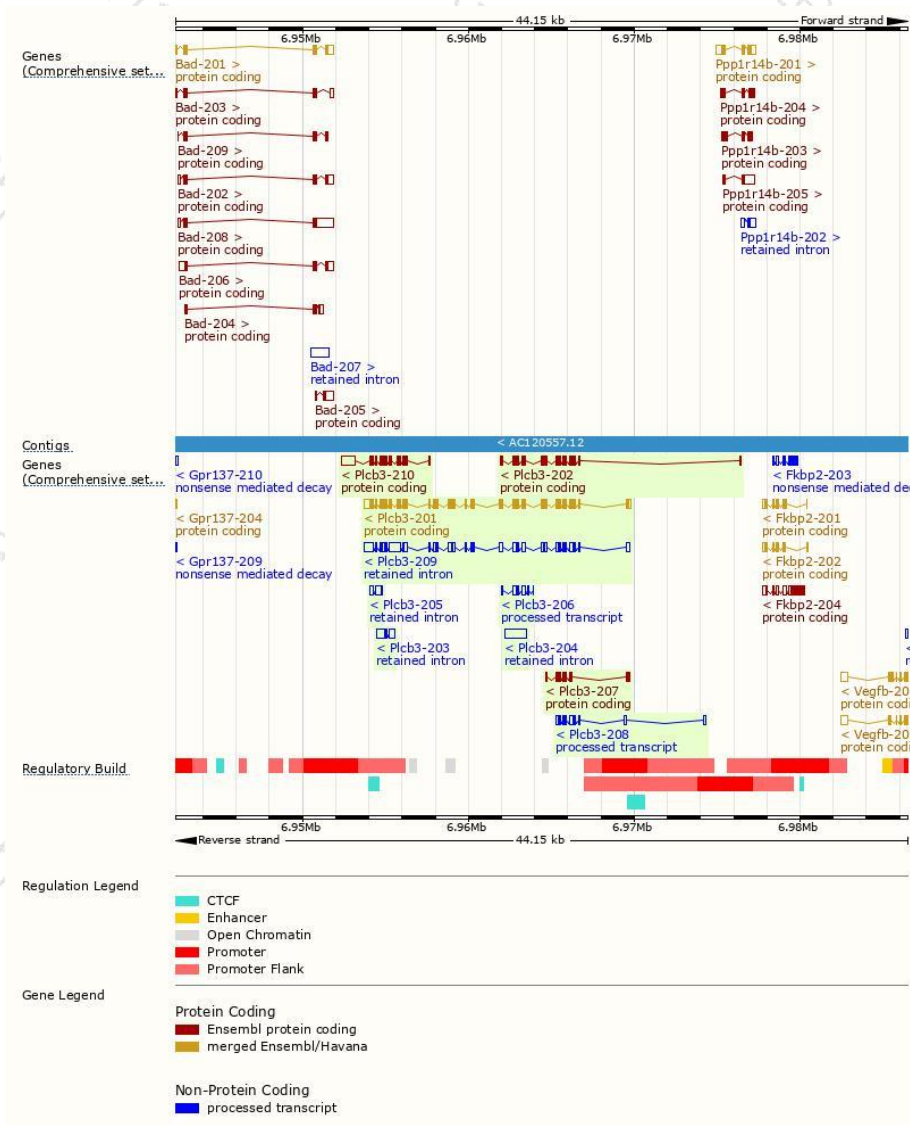 44.15 kb
Forward strand
6.95Mb 6.96Mb 6.97Mb 6.98Mb
Genes
(Comprehensive set...
Bad-201 >
protein coding
Ppp1r14b-201 >
protein coding
Bad-203 >
protein coding
Ppp1r14b-204 >
protein coding
Bad-209 >
protein coding
Ppp1r14b-203 >
protein coding
Bad-202 >
protein coding
Ppp1r14b-205 >
protein coding
Bad-208 >
protein coding
Ppp1r14b-202 >
retained intron
Bad-206 >
protein coding
Bad-204 >
protein coding
Bad-207 >
retained intron
Bad-205 >
protein coding
Contigs
< AC120557.12
Genes
(Comprehensive set...
< Gpr137-210
nonsense mediated decay
< Plcb3-210
protein coding
< Plcb3-202
protein coding
< Fkbp2-203
nonsense mediated de
< Gpr137-204
protein coding
< Plcb3-201
protein coding
< Fkbp2-201
protein coding
< Gpr137-209
nonsense mediated decay
< Plcb3-209
retained intron
< Fkbp2-202
protein coding
< Plcb3-205
retained intron
< Plcb3-206
processed transcript
< Fkbp2-204
protein coding
< Plcb3-203
retained intron
< Plcb3-204
retained intron
<
< Plcb3-207
protein coding
< Vegfb-20
protein codi
< Plcb3-208
processed transcript
< Vegfb-20
protein codi
Regulatory Build
6.95Mb 6.96Mb 6.97Mb 6.98Mb
Reverse strand
44.15 kb
Regulation Legend
CTCF
Enhancer
Open Chromatin
Promoter
Promoter Flank
Gene Legend
Protein Coding
Ensembl protein coding
merged Ensembl/Havana
Non-Protein Coding
processed transcript